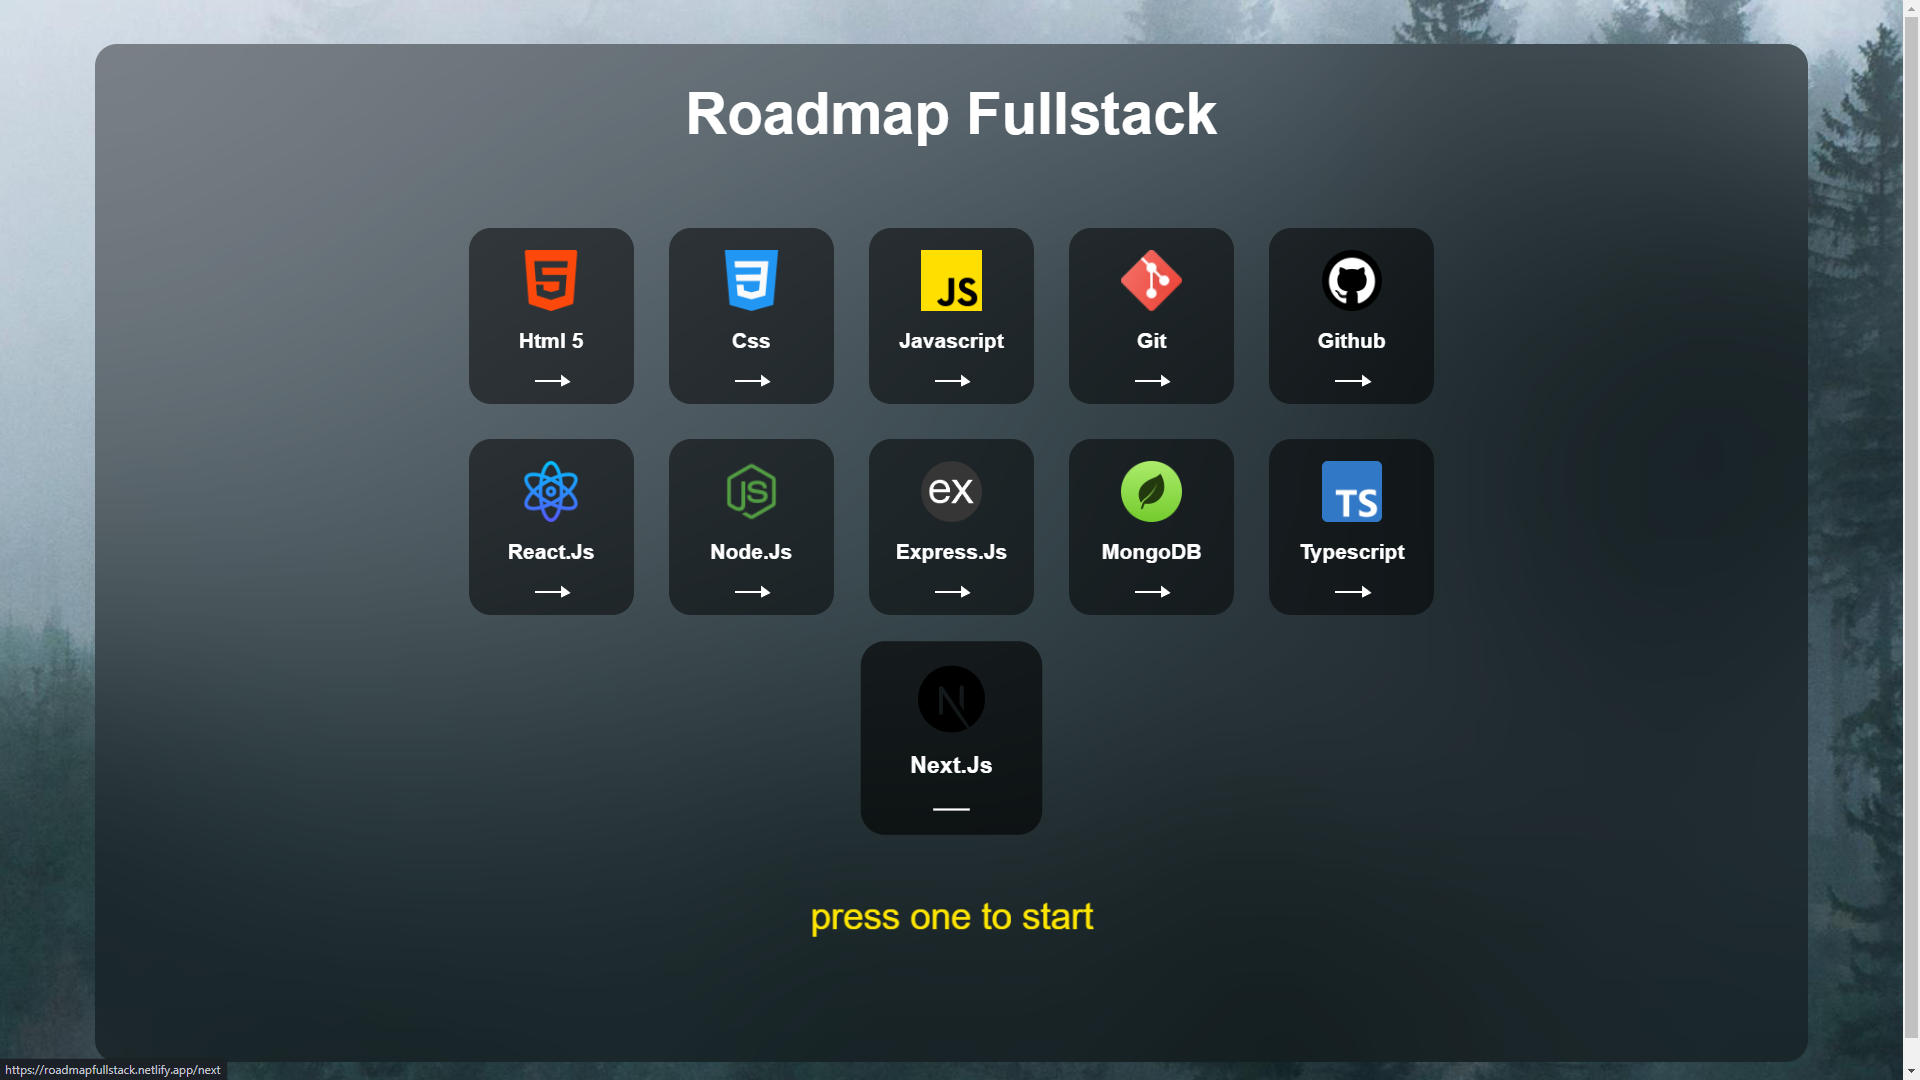 Roadmap Fullstack
JS
Html 5
Css
Javascript
Git
Github
JS
ex
TS
React.Js
Node.Js
Express.Js
MongoDB
Typescript
N
Next.Js
press one to start
https://roadmapfullstack.netlify.app/next